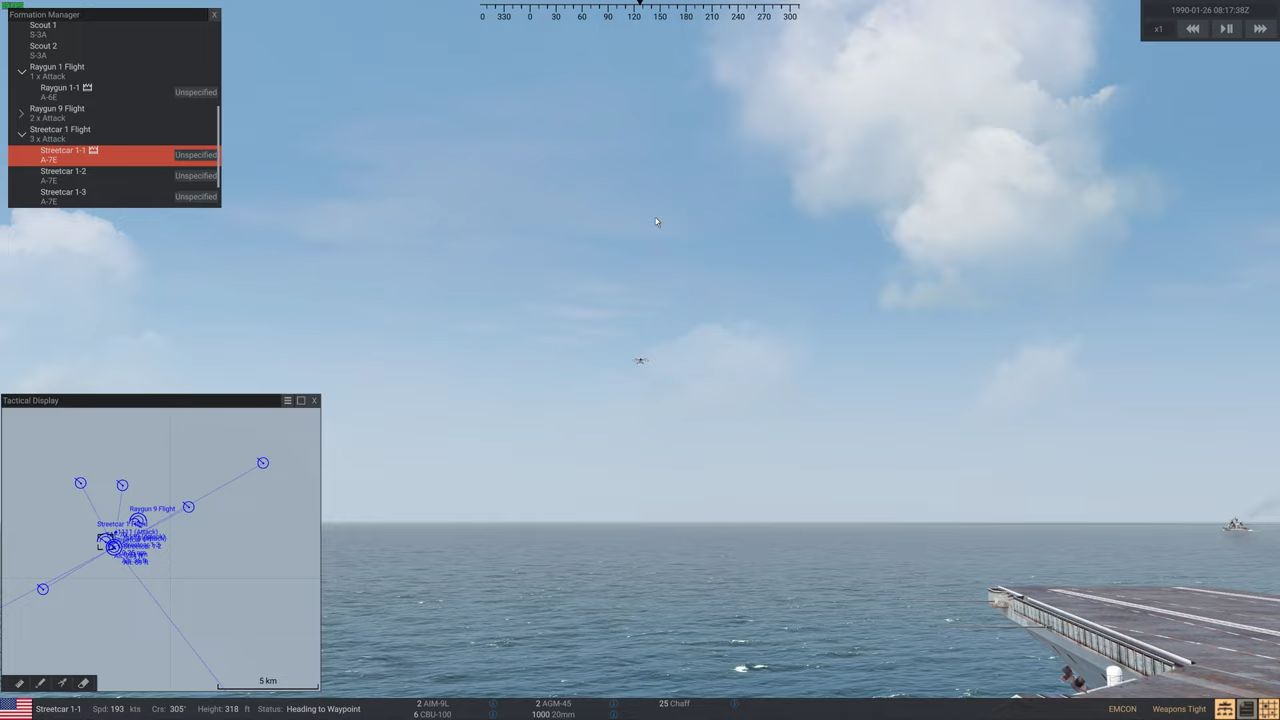 Formation Manager X
Scout 1
S-3A
Scout 2
S-3A
Raygun 1 Flight
1 x Attack
Raygun 1-1
A-6E
Unspecified
Raygun 9 Flight
2 x Attack
Streetcar 1 Flight
3 x Attack
Streetcar 1-1
A-7E
Unspecified
Streetcar 1-2
A-7E
Unspecified
Streetcar 1-3
A-7E
Unspecified
0 330 0 30 60 90 120 150 180 210 240 270 300
1990-01-26 08:17:38Z
x1
Tactical Display X
Raygun 9 Flight
5 km
Streetcar 1-1 Spd: 193 kts Crs: 305° Height: 318 ft Status: Heading to Waypoint
2 AIM-9L 2 AGM-45 25 Chaff
6 CBU-100 1000 20mm
EMCON Weapons Tight